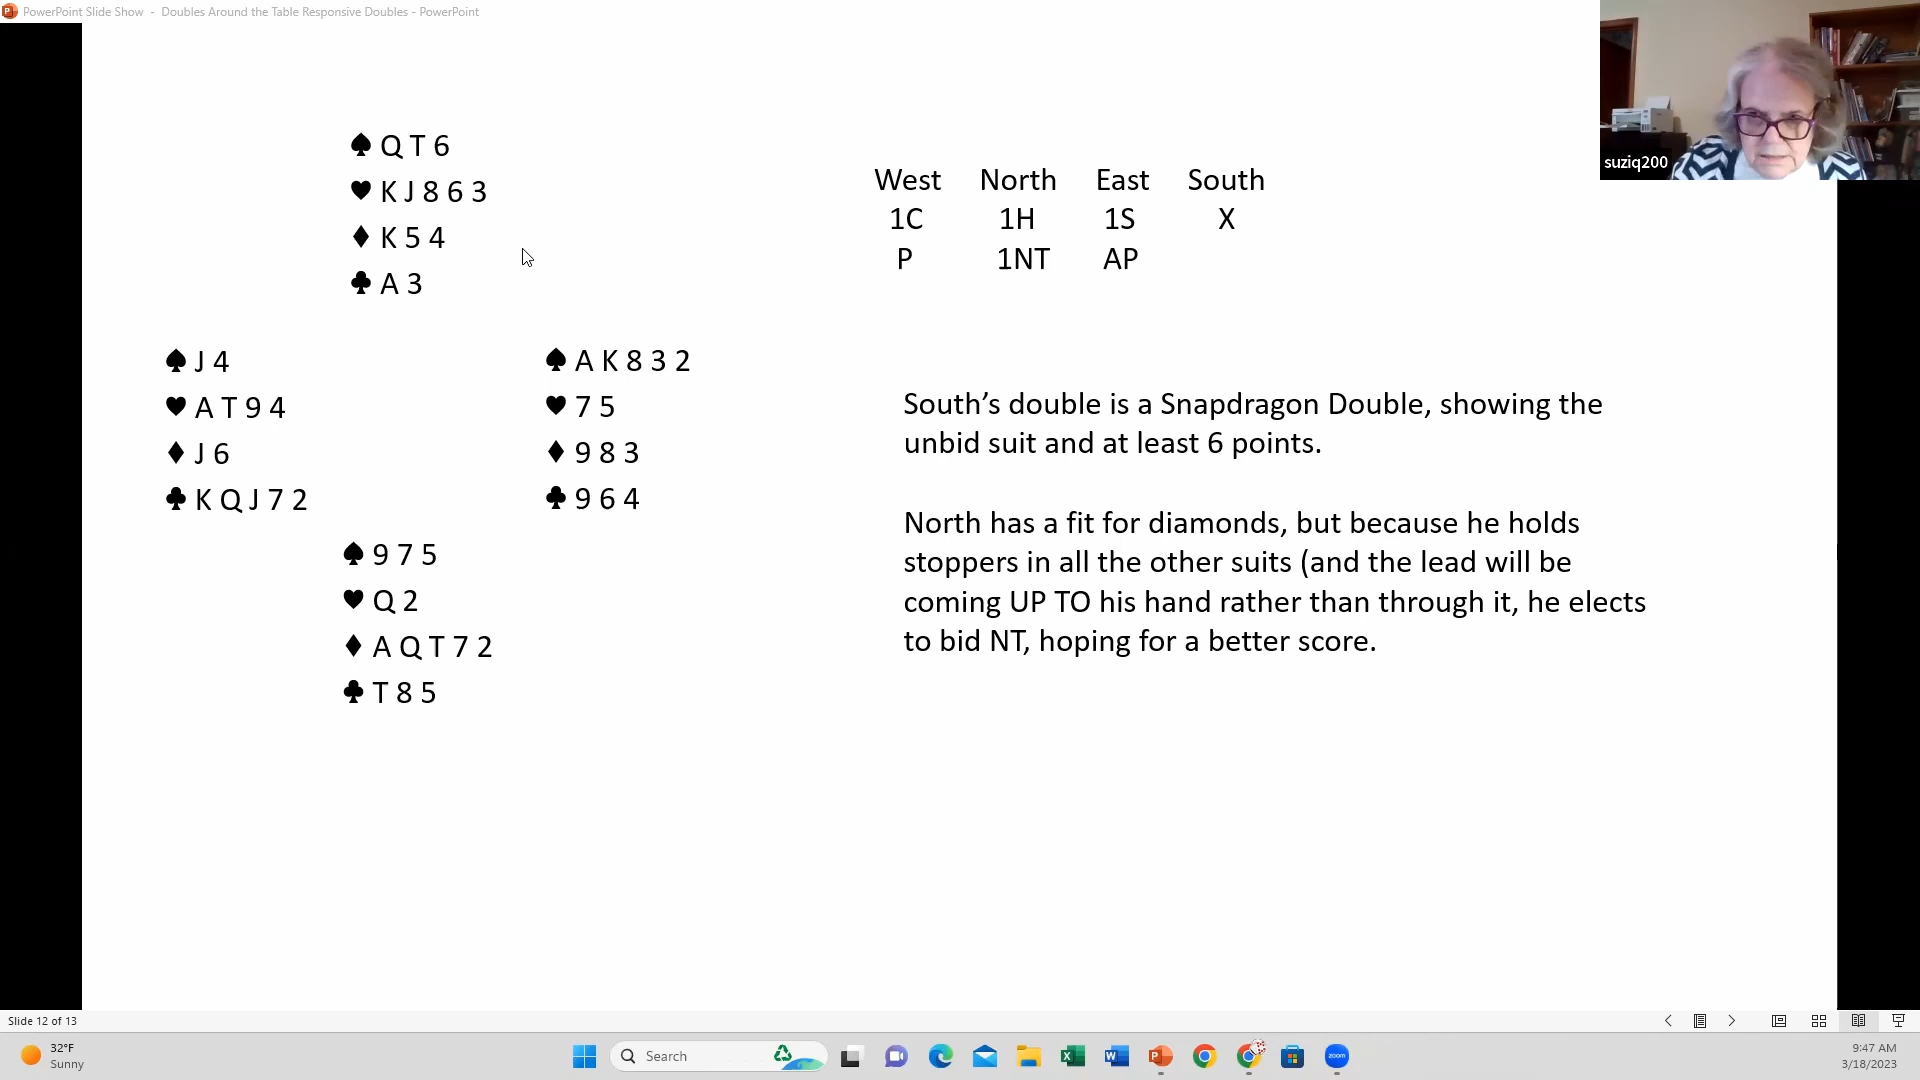 PowerPoint Slide Show - Doubles Around the Table Responsive Doubles - PowerPoint
suziq200
♠ Q T 6
♥ K J 8 6 3
♦ K 5 4
♣ A 3
West North East South
1C 1H 1S X
P 1NT AP
♠ J 4
♥ A T 9 4
♦ J 6
♣ K Q J 7 2
♠ A K 8 3 2
♥ 7 5
♦ 9 8 3
♣ 9 6 4
♠ 9 7 5
♥ Q 2
♦ A Q T 7 2
♣ T 8 5
South’s double is a Snapdragon Double, showing the
unbid suit and at least 6 points.
North has a fit for diamonds, but because he holds
stoppers in all the other suits (and the lead will be
coming UP TO his hand rather than through it, he elects
to bid NT, hoping for a better score.
Slide 12 of 13
32°F
Sunny
Search
zoom
9:47 AM
3/18/2023